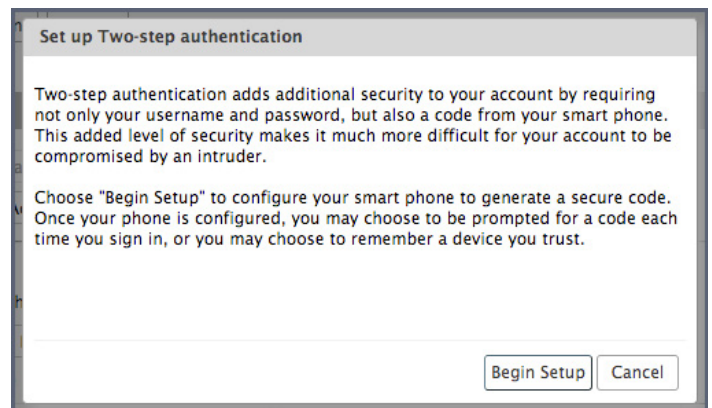 Set up Two-step authentication
Two-step authentication adds additional security to your account by requiring
not only your username and password, but also a code from your smart phone.
This added level of security makes it much more difficult for your account to be
compromised by an intruder.
Choose "Begin Setup" to configure your smart phone to generate a secure code.
Once your phone is configured, you may choose to be prompted for a code each
time you sign in, or you may choose to remember a device you trust.
Begin Setup Cancel